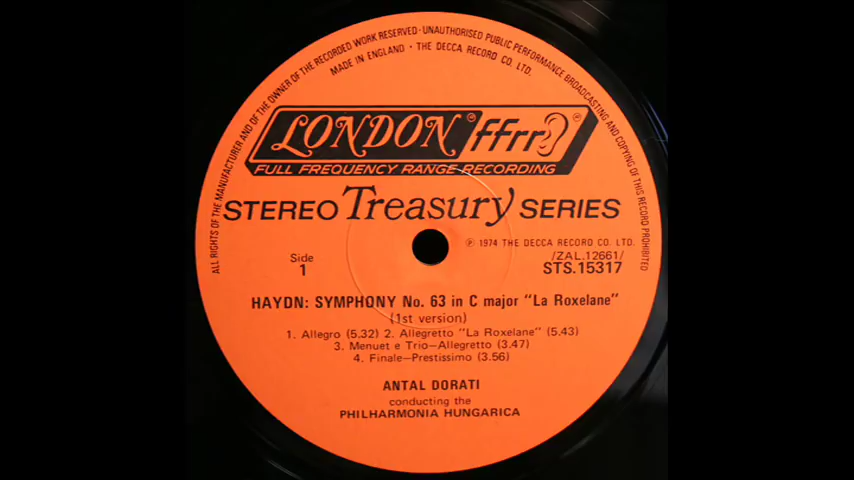 ALL RIGHTS OF THE MANUFACTURER AND OF THE OWNER OF THE RECORDED WORK RESERVED · UNAUTHORISED PUBLIC PERFORMANCE BROADCASTING AND COPYING OF THIS RECORD PROHIBITED
MADE IN ENGLAND · THE DECCA RECORD CO. LTD.
LONDON ® ffrr ®
FULL FREQUENCY RANGE RECORDING
STEREO Treasury SERIES
℗ 1974 THE DECCA RECORD CO. LTD.
Side
1
/ZAL.12661/
STS.15317
HAYDN: SYMPHONY No. 63 in C major "La Roxelane"
(1st version)
1. Allegro (5.32) 2. Allegretto "La Roxelane" (5.43)
3. Menuet e Trio—Allegretto (3.47)
4. Finale—Prestissimo (3.56)
ANTAL DORATI
conducting the
PHILHARMONIA HUNGARICA